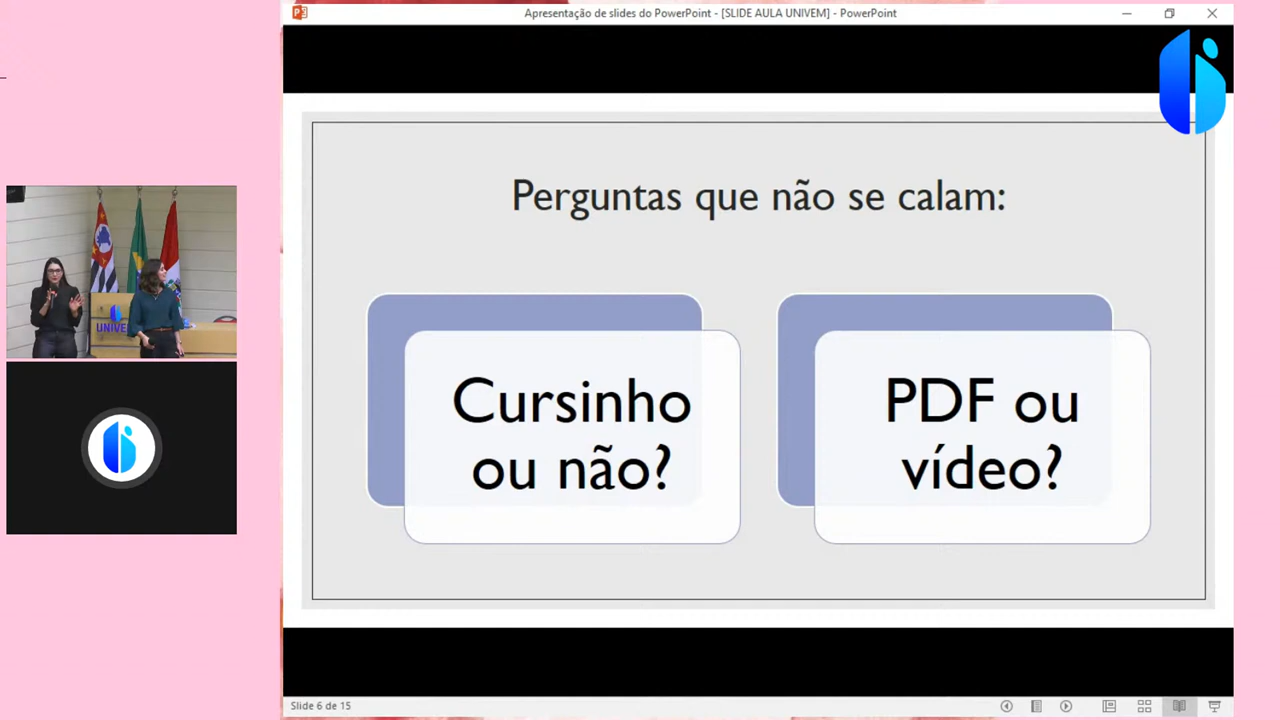 Apresentação de slides do PowerPoint - [SLIDE AULA UNIVEM] - PowerPoint
Perguntas que não se calam:
Cursinho
ou não?
PDF ou
vídeo?
UNIVEM
Slide 6 de 15